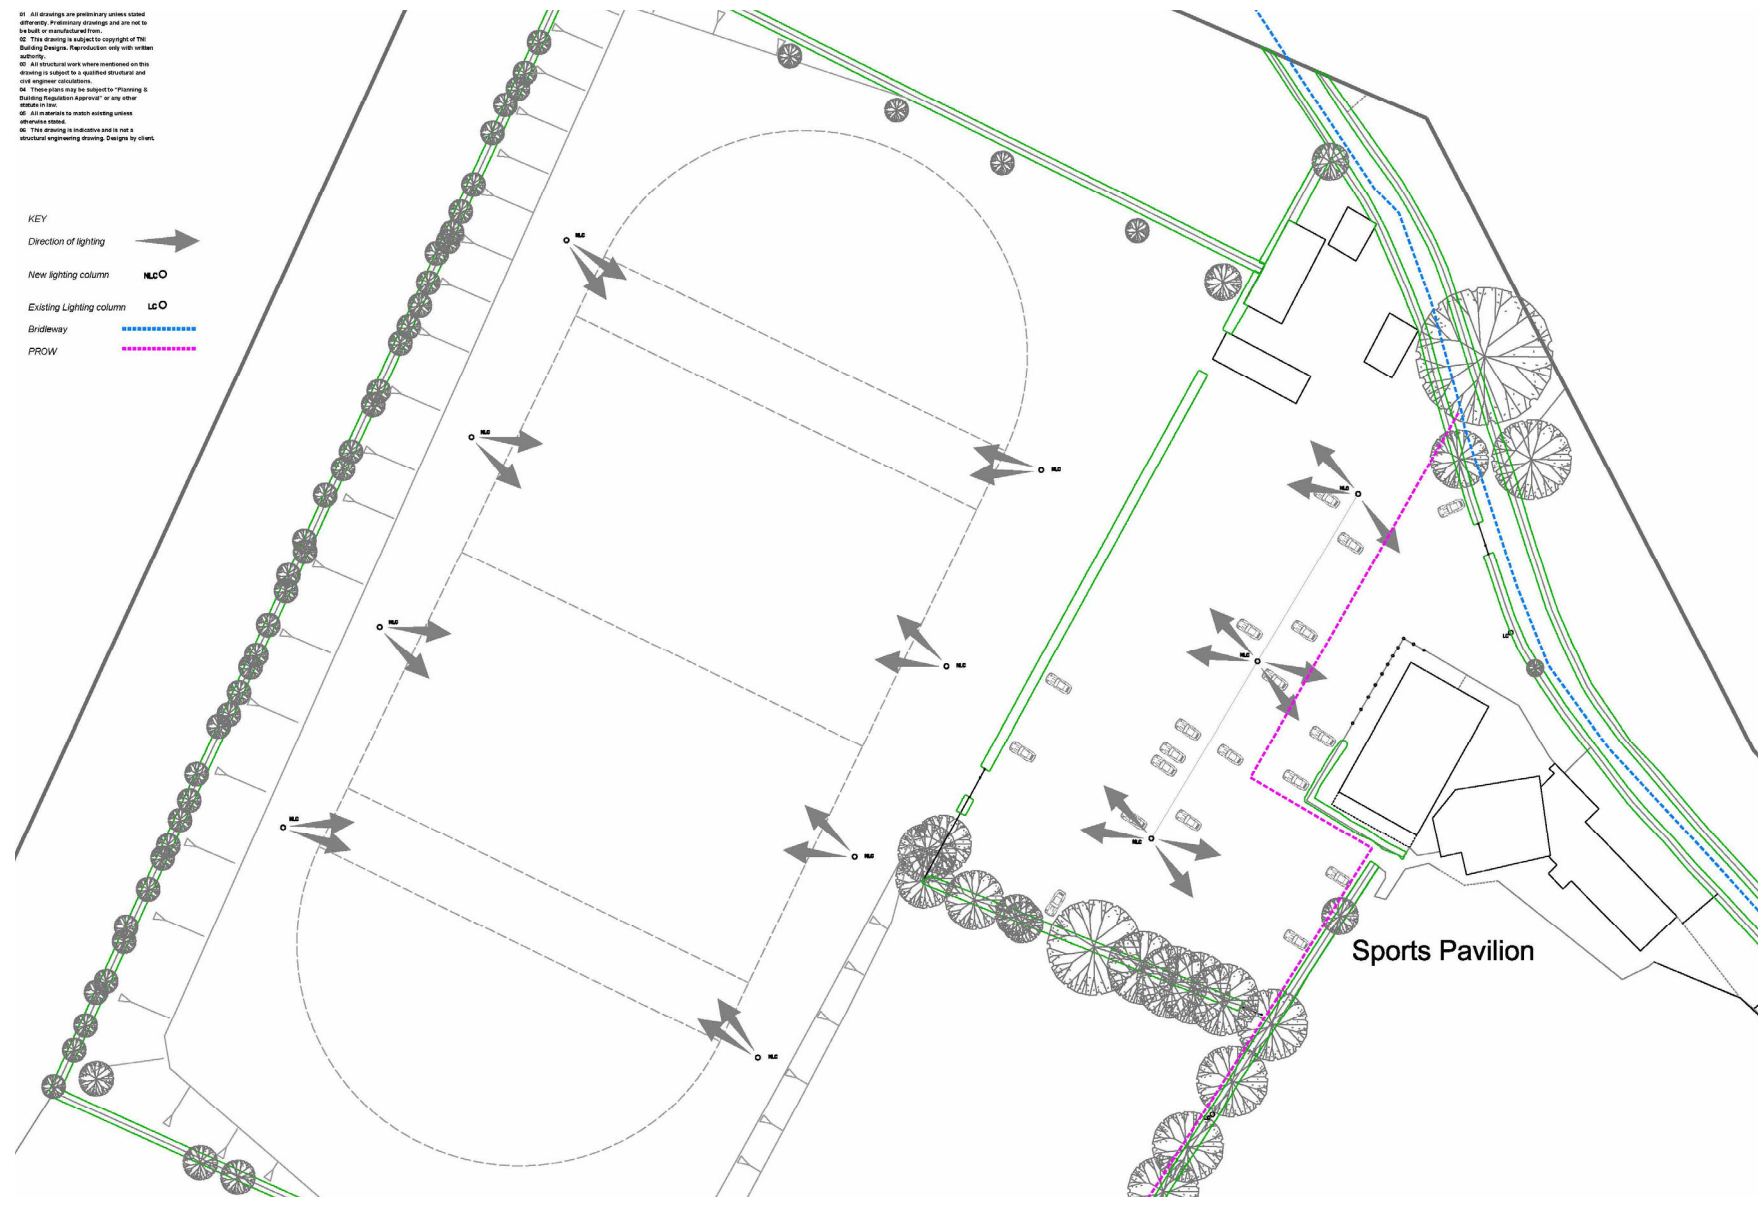 01 All drawings are preliminary unless stated
differently. Preliminary drawings and are not to
be built or manufactured from.
02 This drawing is subject to copyright of TNI
Building Designs. Reproduction only with written
authority.
03 All structural work where mentioned on this
drawing is subject to a qualified structural and
civil engineer calculations.
04 These plans may be subject to "Planning &
Building Regulation Approval" or any other
statute in law.
05 All materials to match existing unless
otherwise stated.
06 This drawing is indicative and is not a
structural engineering drawing. Designs by client.
KEY
Direction of lighting
New lighting column NLC
Existing Lighting column LC
Bridleway
PROW
NLC
NLC
NLC
NLC
NLC
NLC
NLC
NLC
NLC
NLC
NLC
LC
Sports Pavilion
LC